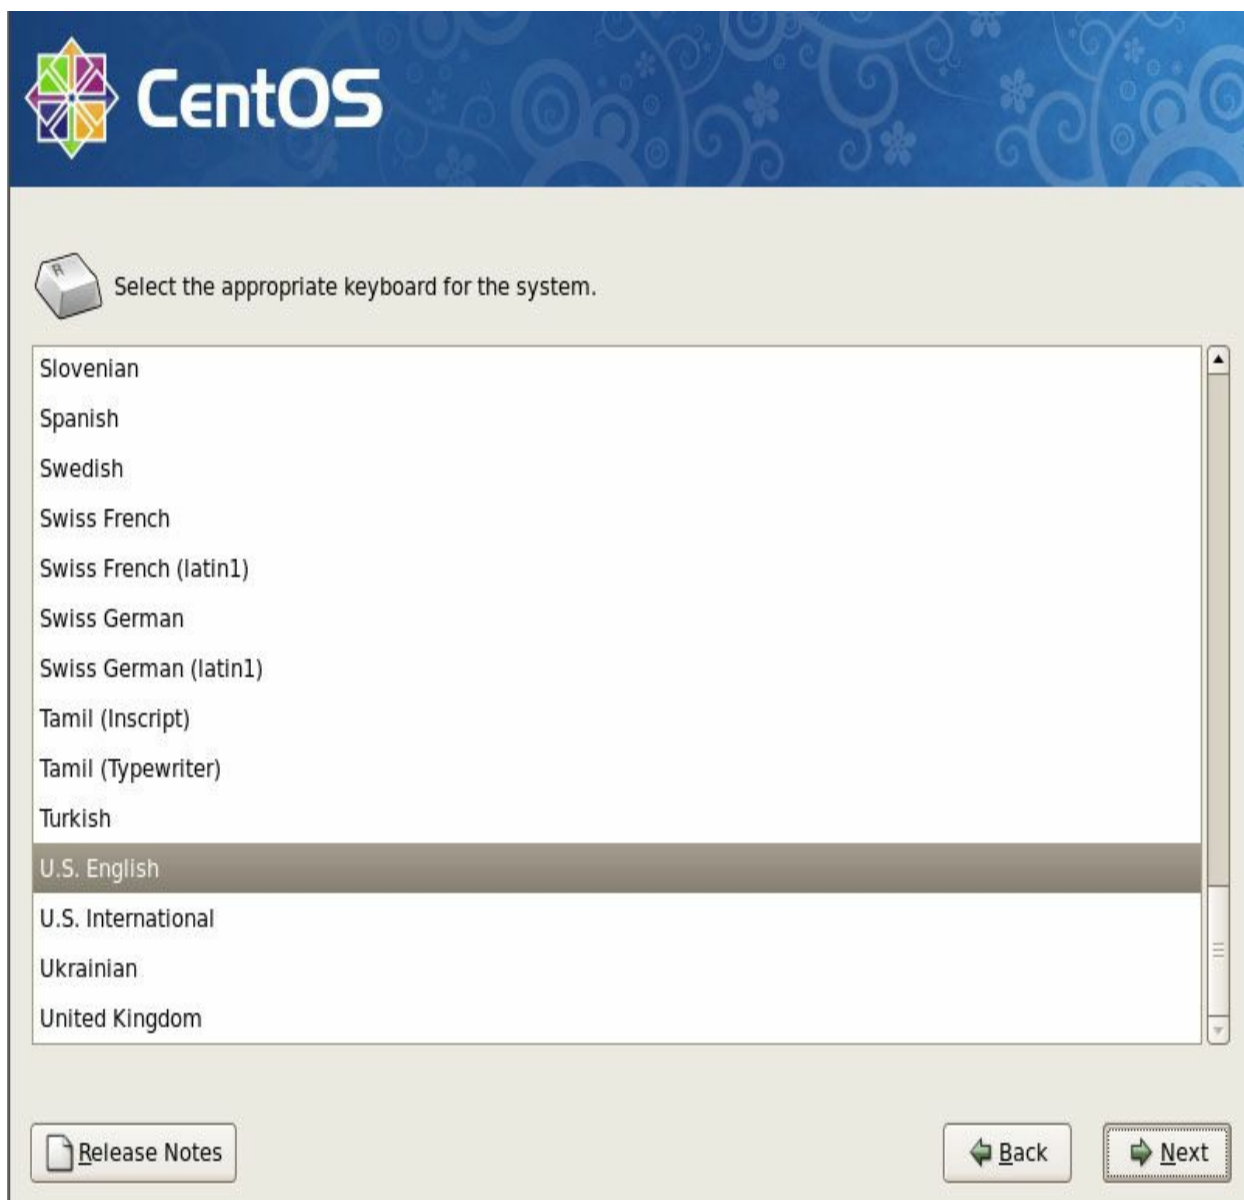 CentOS
R
Select the appropriate keyboard for the system.
Slovenian
Spanish
Swedish
Swiss French
Swiss French (latin1)
Swiss German
Swiss German (latin1)
Tamil (Inscript)
Tamil (Typewriter)
Turkish
U.S. English
U.S. International
Ukrainian
United Kingdom
Release Notes
Back
Next